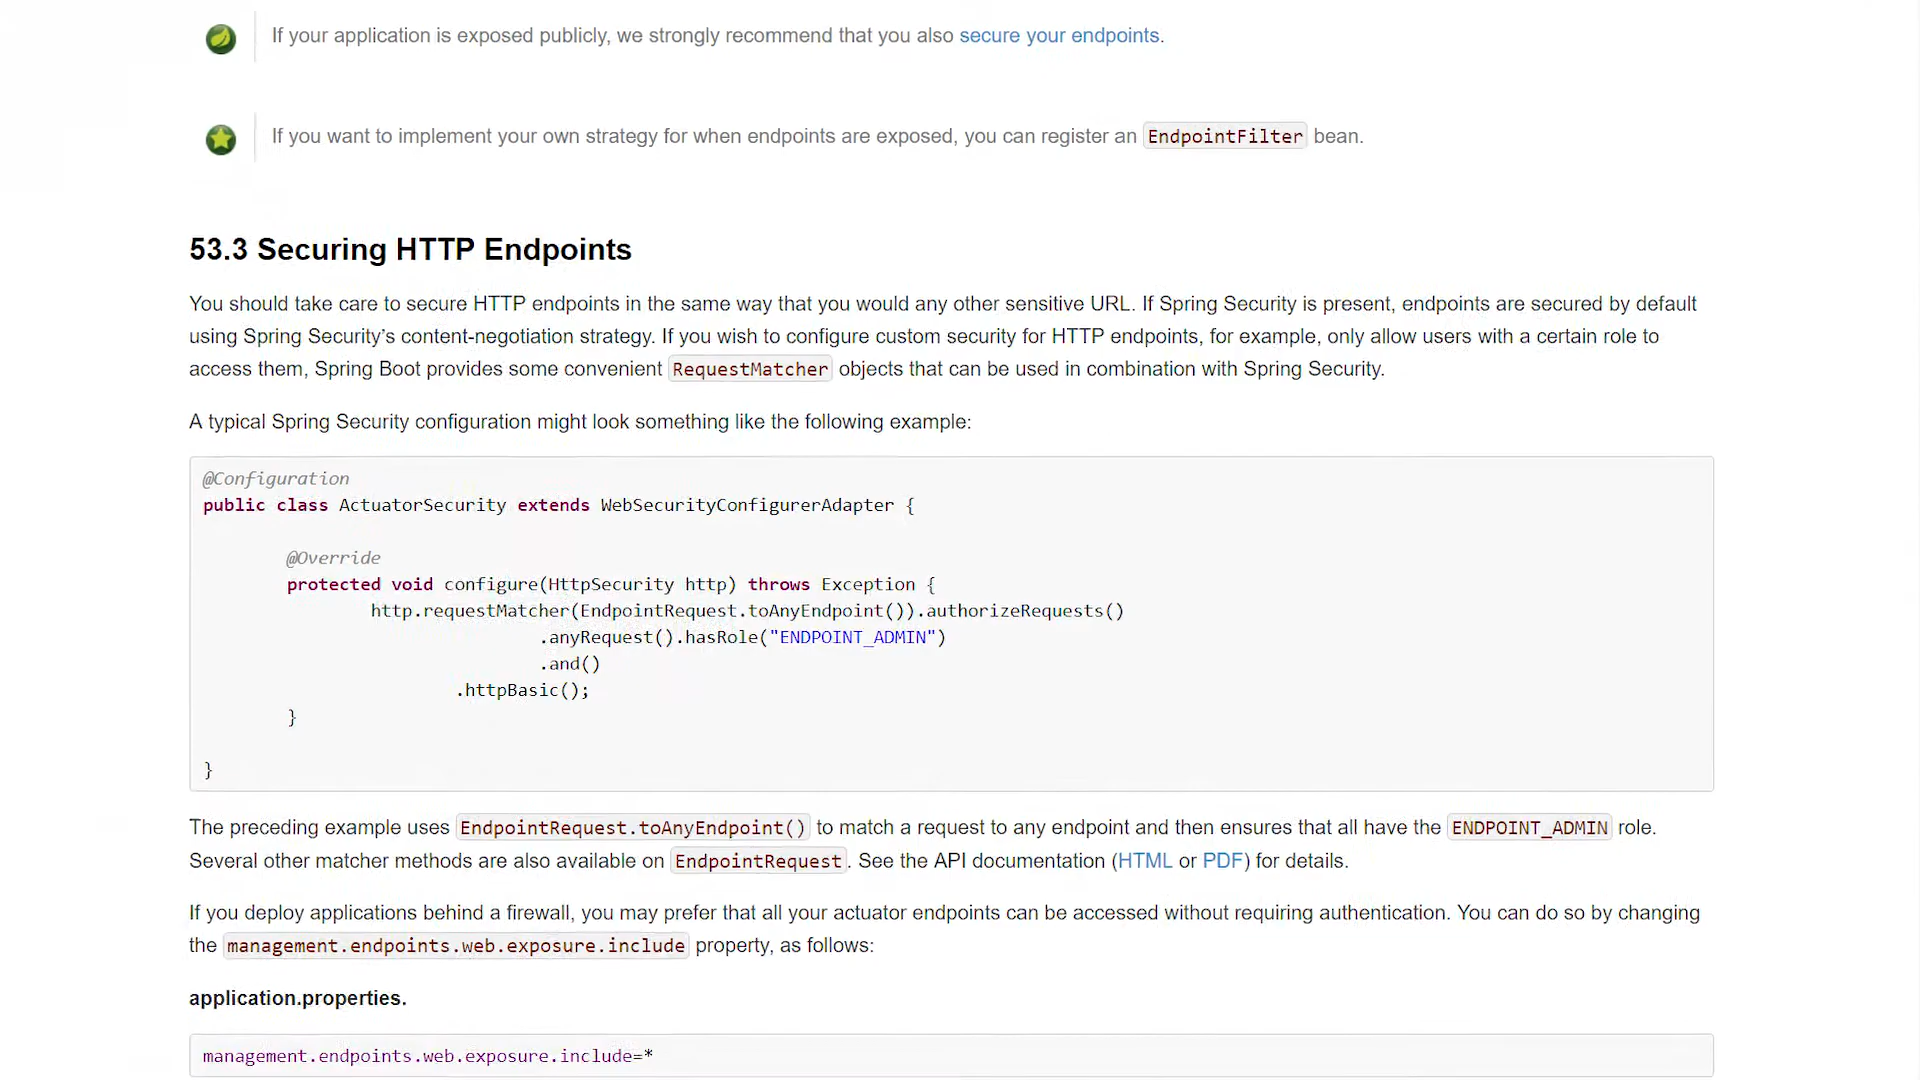 If your application is exposed publicly, we strongly recommend that you also secure your endpoints.
If you want to implement your own strategy for when endpoints are exposed, you can register an EndpointFilter bean.
53.3 Securing HTTP Endpoints
You should take care to secure HTTP endpoints in the same way that you would any other sensitive URL. If Spring Security is present, endpoints are secured by default
using Spring Security’s content-negotiation strategy. If you wish to configure custom security for HTTP endpoints, for example, only allow users with a certain role to
access them, Spring Boot provides some convenient RequestMatcher objects that can be used in combination with Spring Security.
A typical Spring Security configuration might look something like the following example:
@Configuration
public class ActuatorSecurity extends WebSecurityConfigurerAdapter {
@Override
protected void configure(HttpSecurity http) throws Exception {
http.requestMatcher(EndpointRequest.toAnyEndpoint()).authorizeRequests()
.anyRequest().hasRole("ENDPOINT_ADMIN")
.and()
.httpBasic();
}
}
The preceding example uses EndpointRequest.toAnyEndpoint() to match a request to any endpoint and then ensures that all have the ENDPOINT_ADMIN role.
Several other matcher methods are also available on EndpointRequest. See the API documentation (HTML or PDF) for details.
If you deploy applications behind a firewall, you may prefer that all your actuator endpoints can be accessed without requiring authentication. You can do so by changing
the management.endpoints.web.exposure.include property, as follows:
application.properties.
management.endpoints.web.exposure.include=*